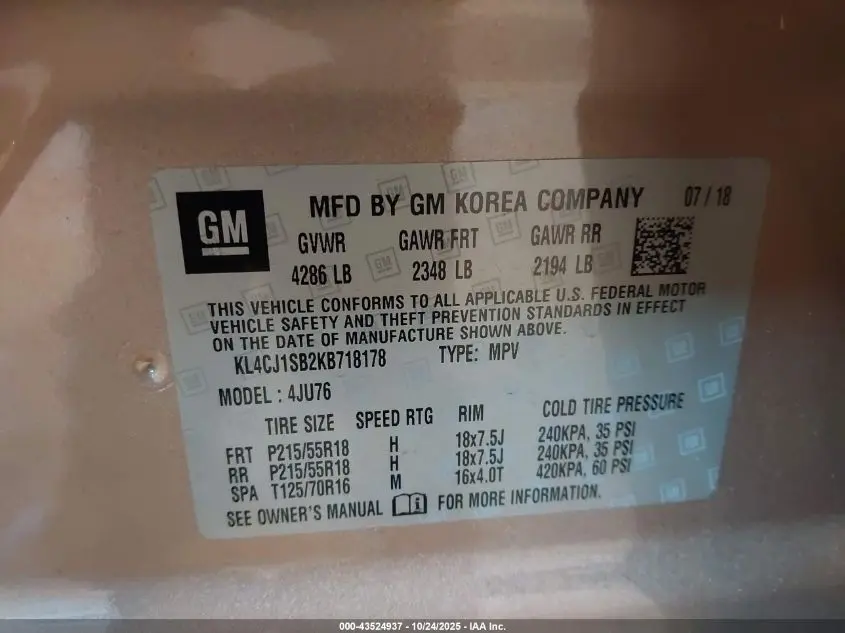 GM
MFD BY GM KOREA COMPANY 07 / 18
GVWR GAWR FRT GAWR RR
4286 LB 2348 LB 2194 LB
THIS VEHICLE CONFORMS TO ALL APPLICABLE U.S. FEDERAL MOTOR
VEHICLE SAFETY AND THEFT PREVENTION STANDARDS IN EFFECT
ON THE DATE OF MANUFACTURE SHOWN ABOVE.
KL4CJ1SB2KB718178 TYPE: MPV
MODEL : 4JU76
TIRE SIZE SPEED RTG RIM COLD TIRE PRESSURE
FRT P215/55R18 H 18x7.5J 240KPA, 35 PSI
RR P215/55R18 H 18x7.5J 240KPA, 35 PSI
SPA T125/70R16 M 16x4.0T 420KPA, 60 PSI
SEE OWNER'S MANUAL i FOR MORE INFORMATION.
000-43524937 - 10/24/2025 - IAA Inc.